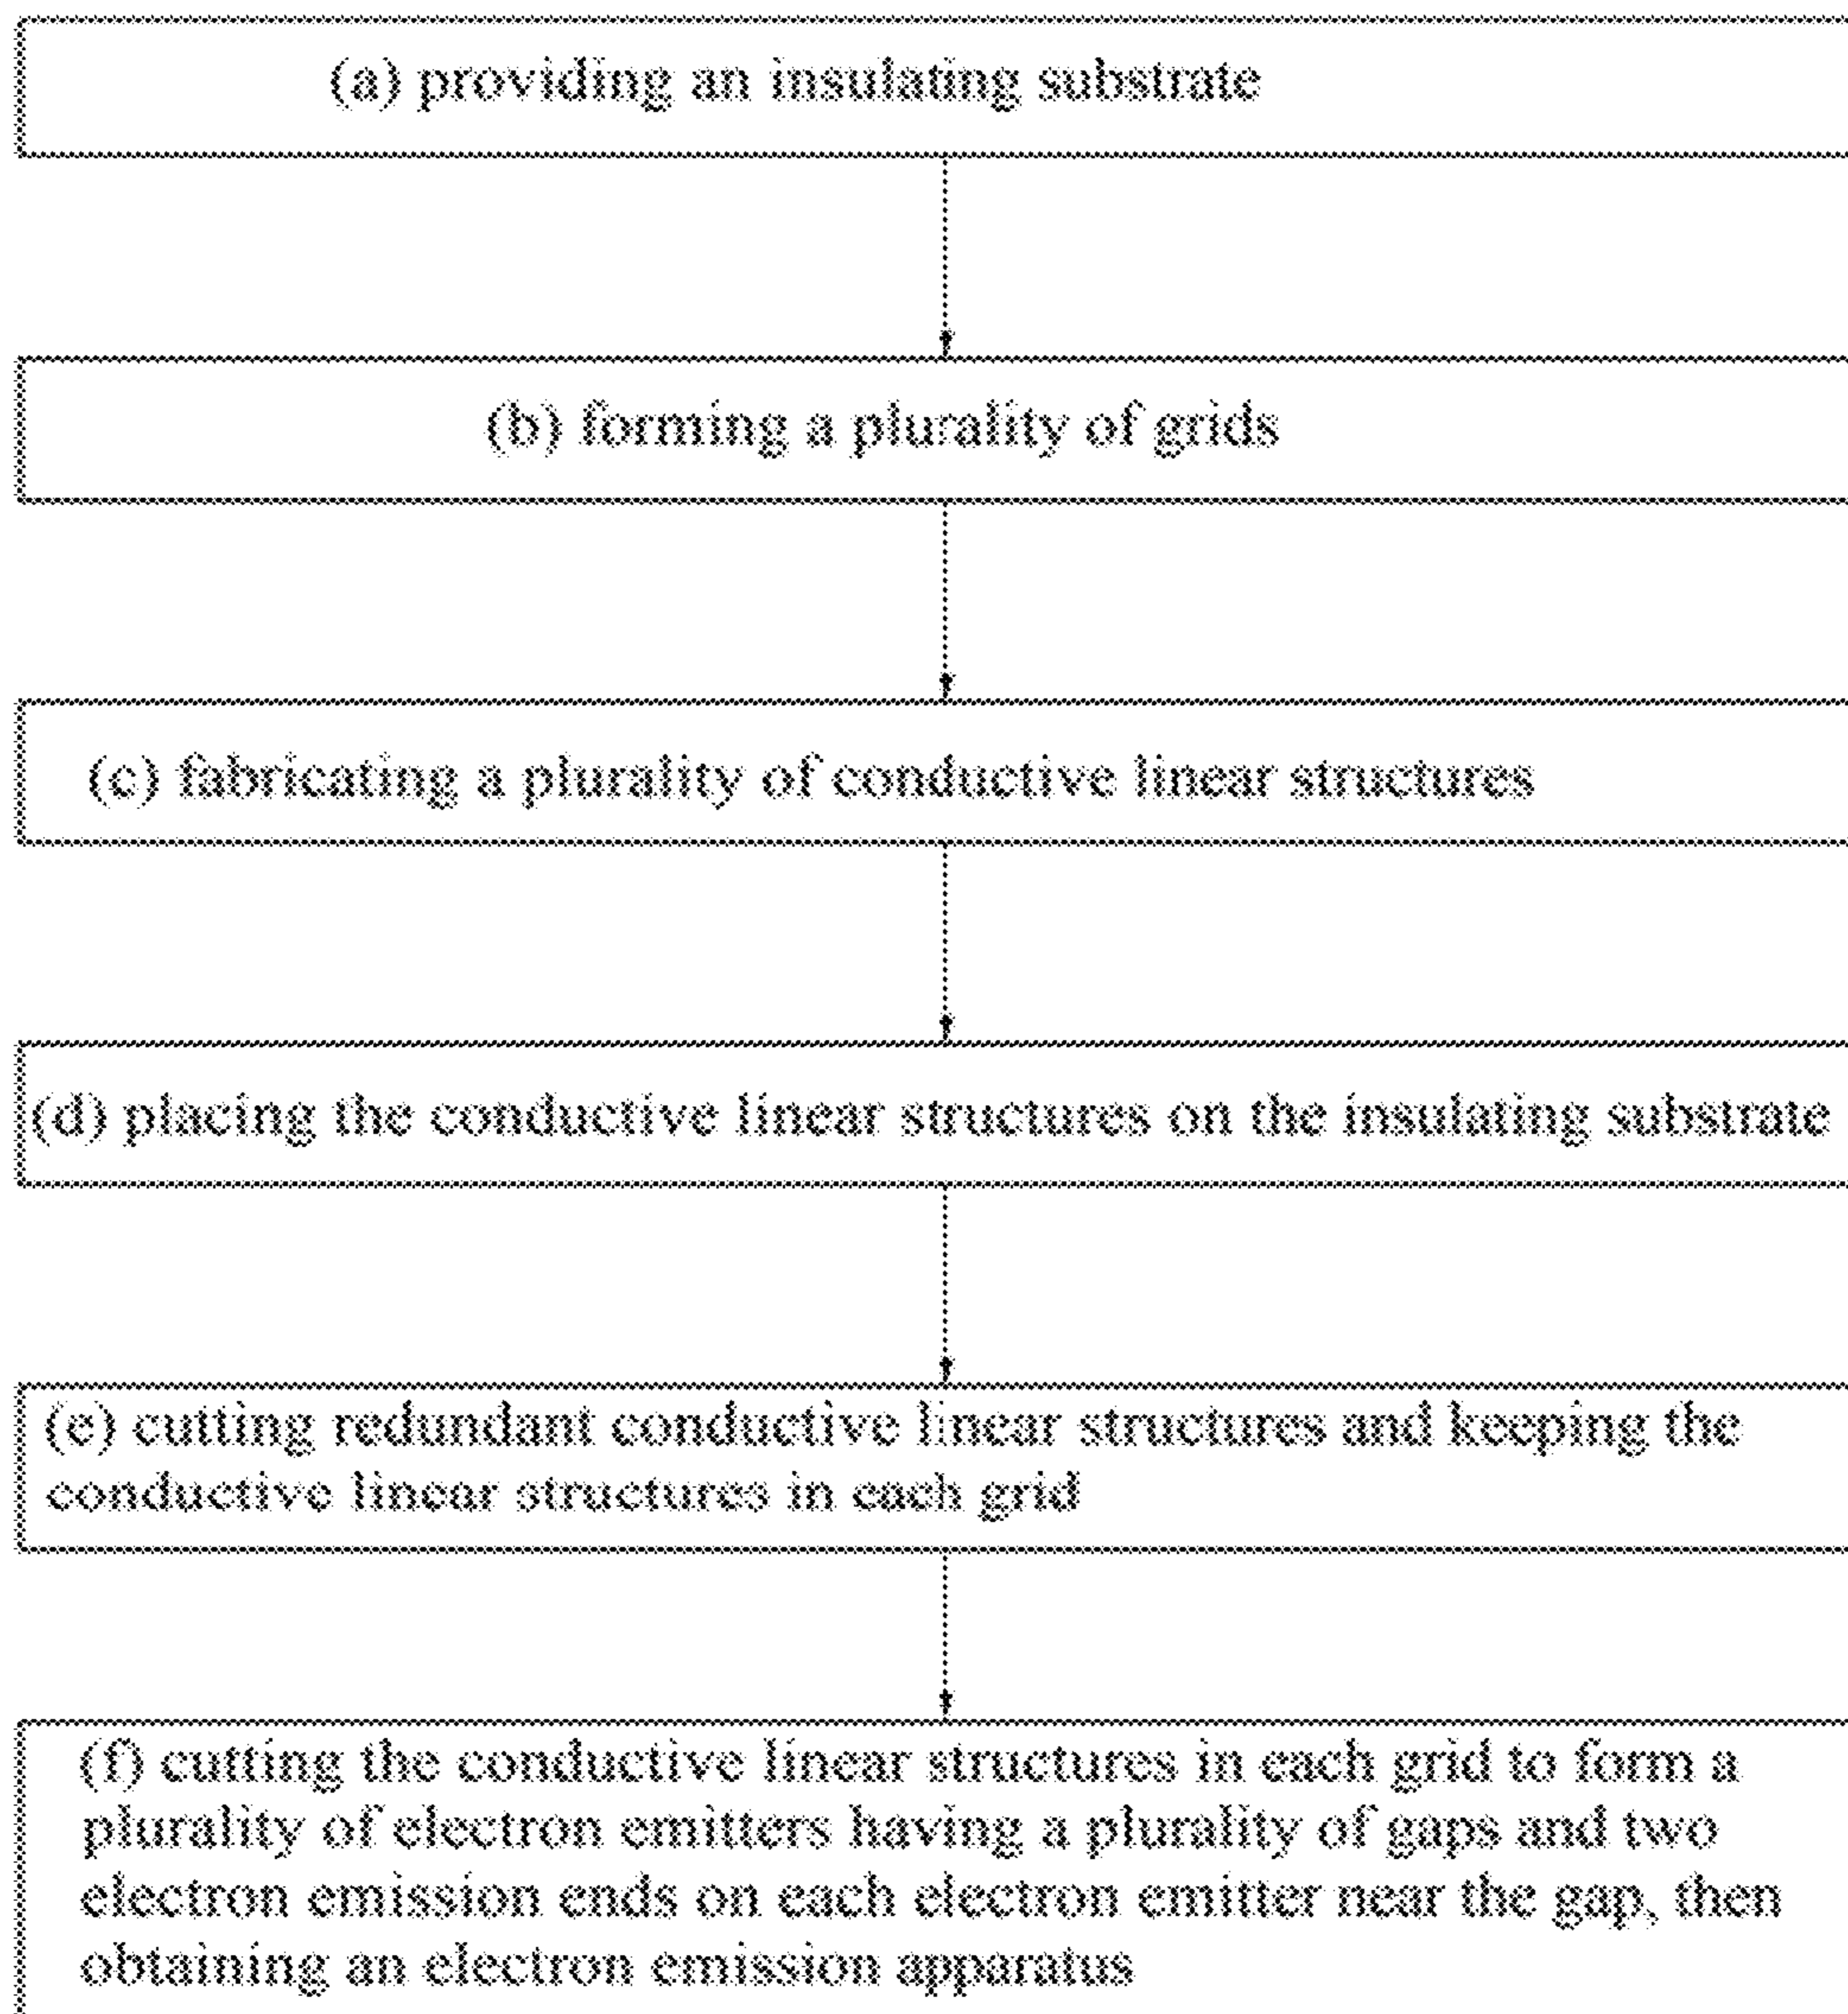 (a) providing an insulating substrate
(b) forming a plurality of grids
(c) fabricating a plurality of conductive linear structures
(d) placing the conductive linear structures on the insulating substrate
(e) cutting redundant conductive linear structures and keeping the
conductive linear structures in each grid
(f) cutting the conductive linear structures in each grid to form a
plurality of electron emitters having a plurality of gaps and two
electron emission ends on each electron emitter near the gap, then
obtaining an electron emission apparatus